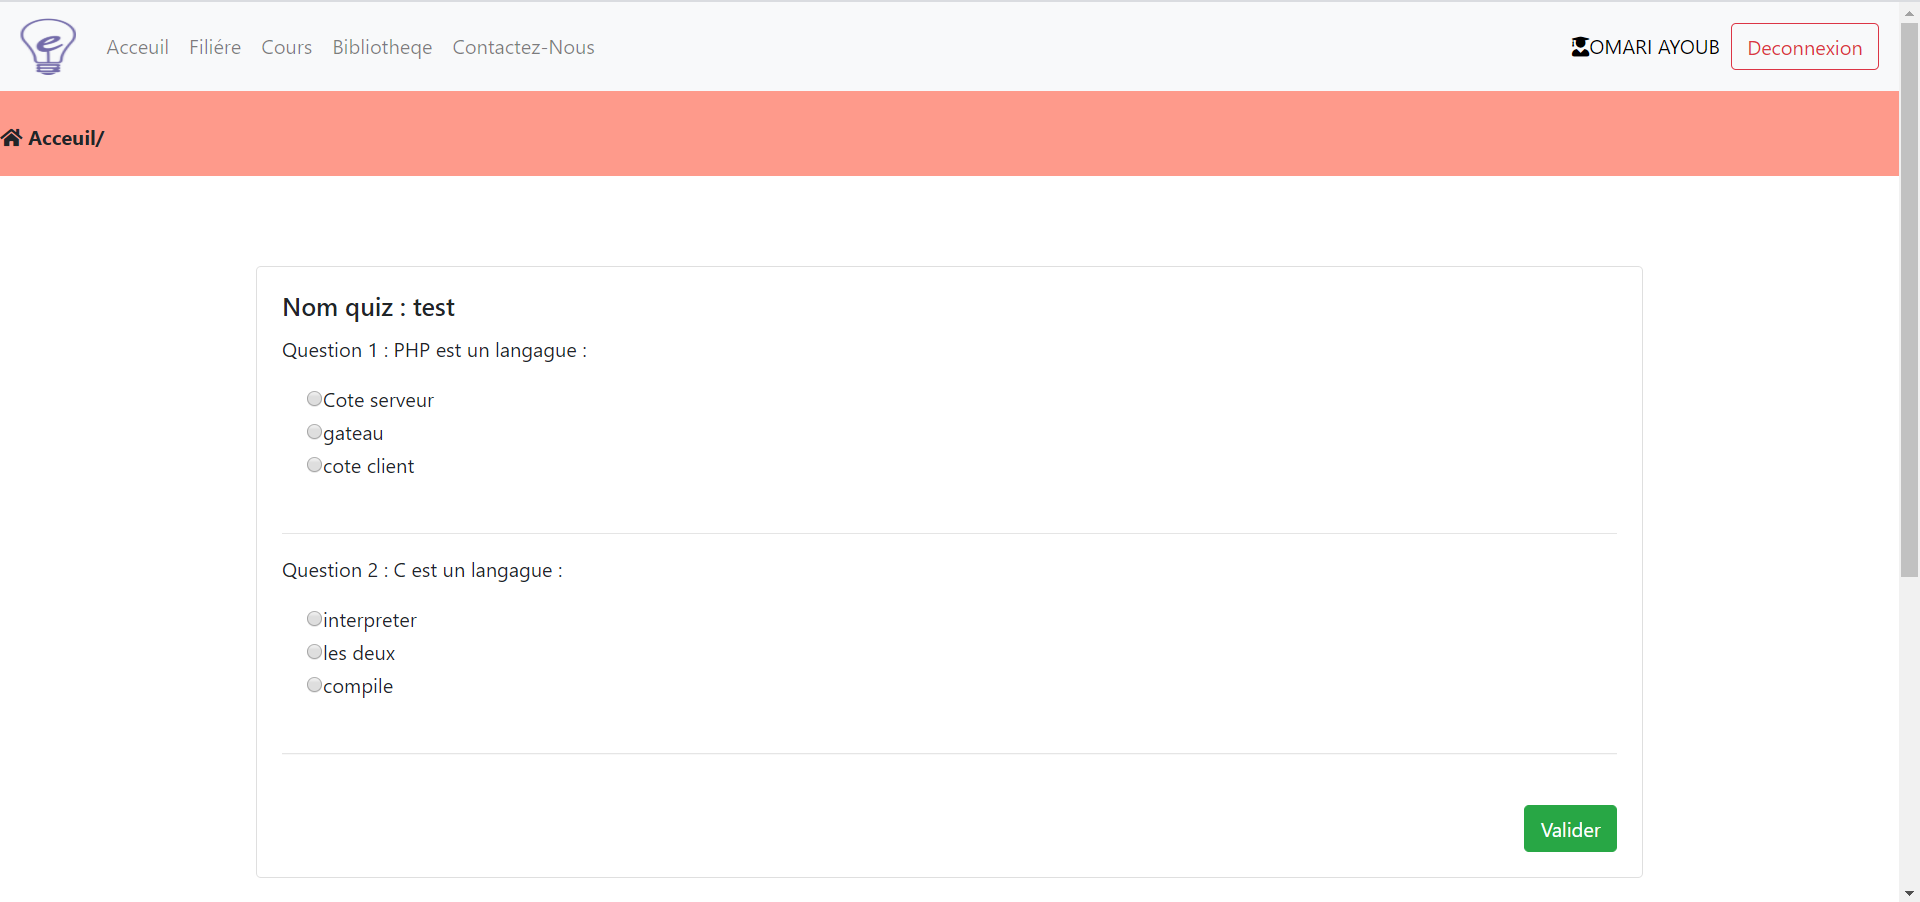 e
Acceuil Filiére Cours Bibliotheqe Contactez-Nous OMARI AYOUB Deconnexion
Acceuil/
Nom quiz : test
Question 1 : PHP est un langague :
Cote serveur
gateau
cote client
Question 2 : C est un langague :
interpreter
les deux
compile
Valider